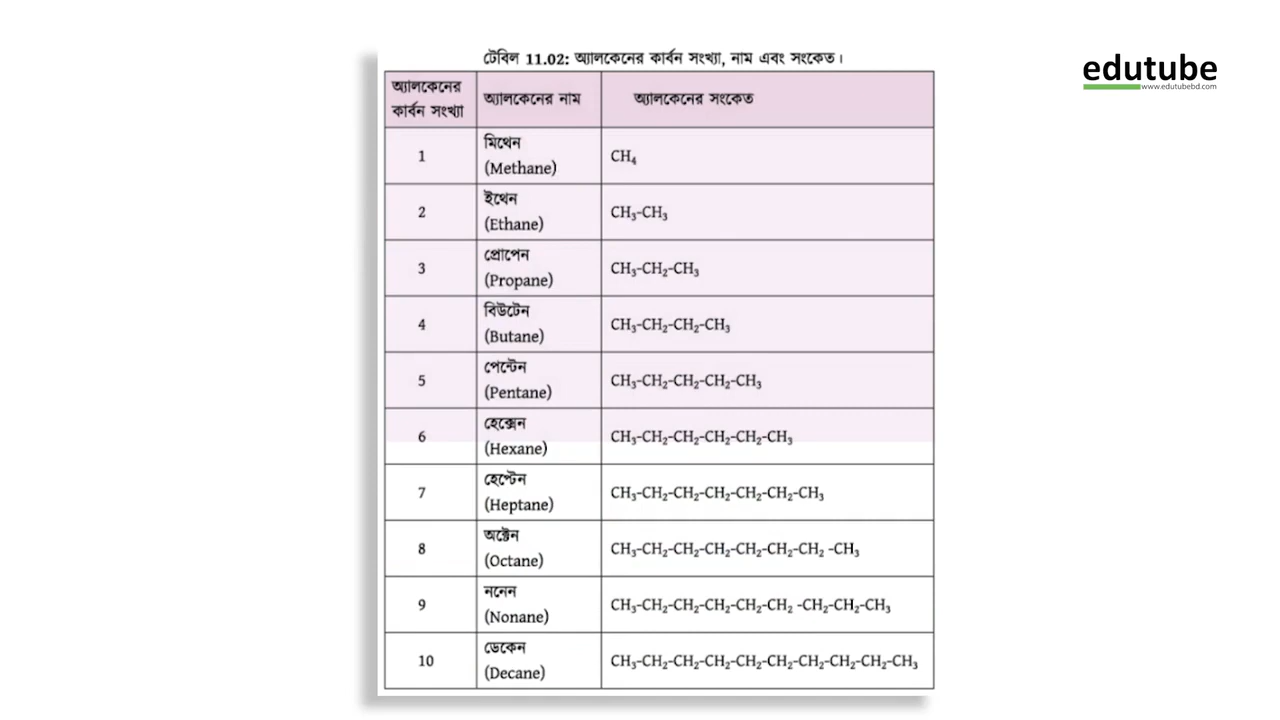 টেবিল 11.02: অ্যালকেনের কার্বন সংখ্যা, নাম এবং সংকেত।
edutube
www.edutubebd.com
অ্যালকেনের
কার্বন সংখ্যা
অ্যালকেনের নাম
অ্যালকেনের সংকেত
1
মিথেন
(Methane)
CH₄
2
ইথেন
(Ethane)
CH₃-CH₃
3
প্রোপেন
(Propane)
CH₃-CH₂-CH₃
4
বিউটেন
(Butane)
CH₃-CH₂-CH₂-CH₃
5
পেন্টেন
(Pentane)
CH₃-CH₂-CH₂-CH₂-CH₃
6
হেক্সেন
(Hexane)
CH₃-CH₂-CH₂-CH₂-CH₂-CH₃
7
হেপ্টেন
(Heptane)
CH₃-CH₂-CH₂-CH₂-CH₂-CH₂-CH₃
8
অক্টেন
(Octane)
CH₃-CH₂-CH₂-CH₂-CH₂-CH₂-CH₂ -CH₃
9
ননেন
(Nonane)
CH₃-CH₂-CH₂-CH₂-CH₂-CH₂ -CH₂-CH₂-CH₃
10
ডেকেন
(Decane)
CH₃-CH₂-CH₂-CH₂-CH₂-CH₂-CH₂-CH₂-CH₂-CH₃